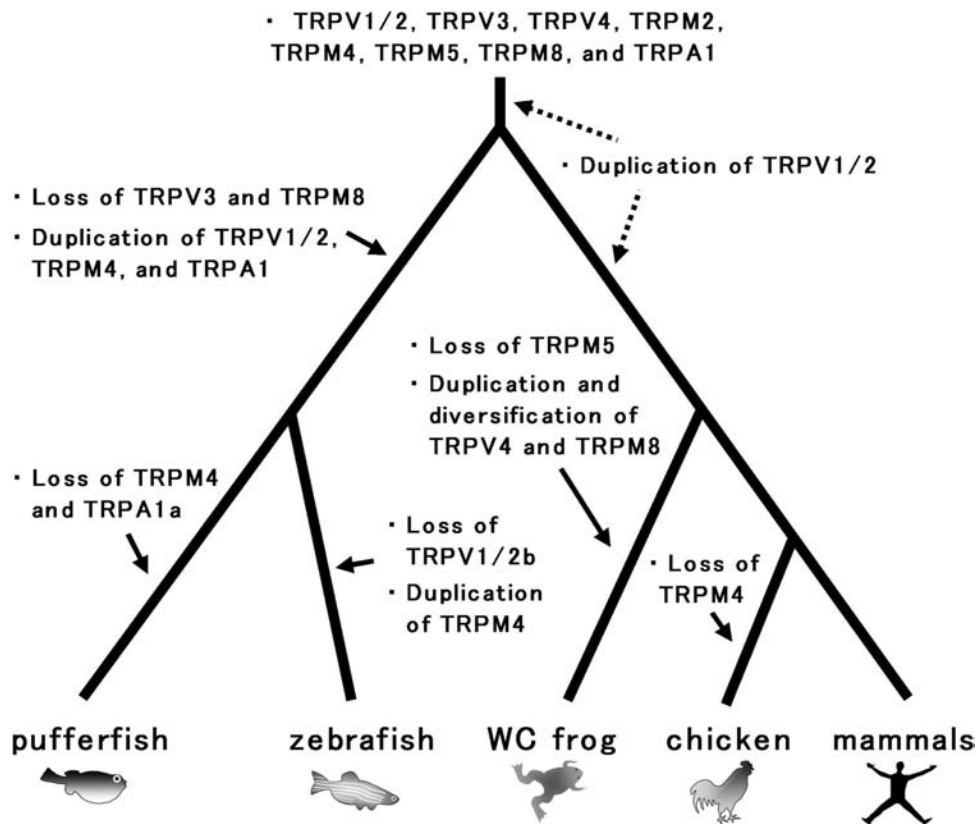 · TRPV1/2, TRPV3, TRPV4, TRPM2,
TRPM4, TRPM5, TRPM8, and TRPA1
· Duplication of TRPV1/2
· Loss of TRPV3 and TRPM8
· Duplication of TRPV1/2,
TRPM4, and TRPA1
· Loss of TRPM5
· Duplication and
diversification of
TRPV4 and TRPM8
· Loss of TRPM4
and TRPA1a
· Loss of
TRPV1/2b
· Duplication
of TRPM4
· Loss of
TRPM4
pufferfish
zebrafish
WC frog
chicken
mammals